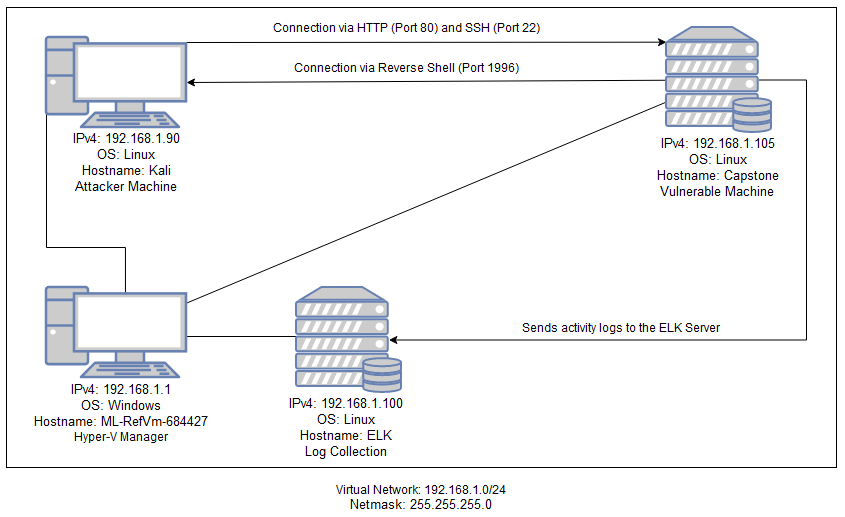 Connection via HTTP (Port 80) and SSH (Port 22)
Connection via Reverse Shell (Port 1996)
IPv4: 192.168.1.90
OS: Linux
Hostname: Kali
Attacker Machine
IPv4: 192.168.1.105
OS: Linux
Hostname: Capstone
Vulnerable Machine
Sends activity logs to the ELK Server
IPv4: 192.168.1.1
OS: Windows
Hostname: ML-RefVm-684427
Hyper-V Manager
IPv4: 192.168.1.100
OS: Linux
Hostname: ELK
Log Collection
Virtual Network: 192.168.1.0/24
Netmask: 255.255.255.0